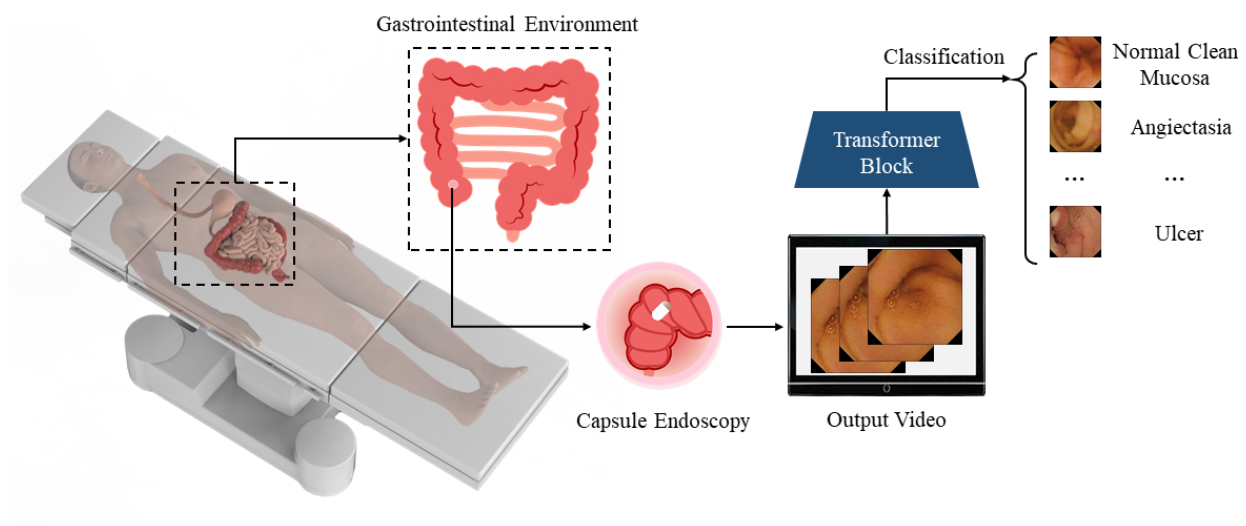 Gastrointestinal Environment
Classification
Normal Clean
Mucosa
Angiectasia
Transformer
Block
... ...
Ulcer
Capsule Endoscopy
Output Video